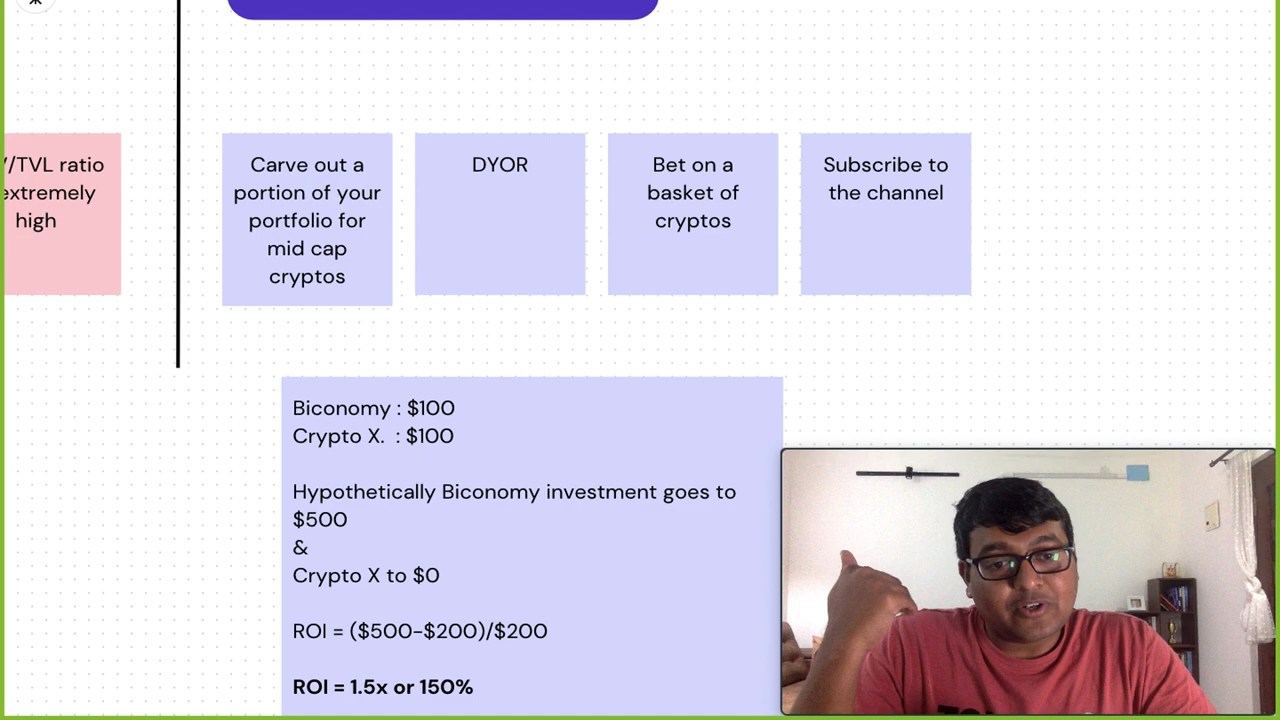 /TVL ratio
extremely
high
Carve out a
portion of your
portfolio for
mid cap
cryptos
DYOR
Bet on a
basket of
cryptos
Subscribe to
the channel
Biconomy : $100
Crypto X.  : $100
Hypothetically Biconomy investment goes to
$500
&
Crypto X to $0
ROI = ($500-$200)/$200
ROI = 1.5x or 150%